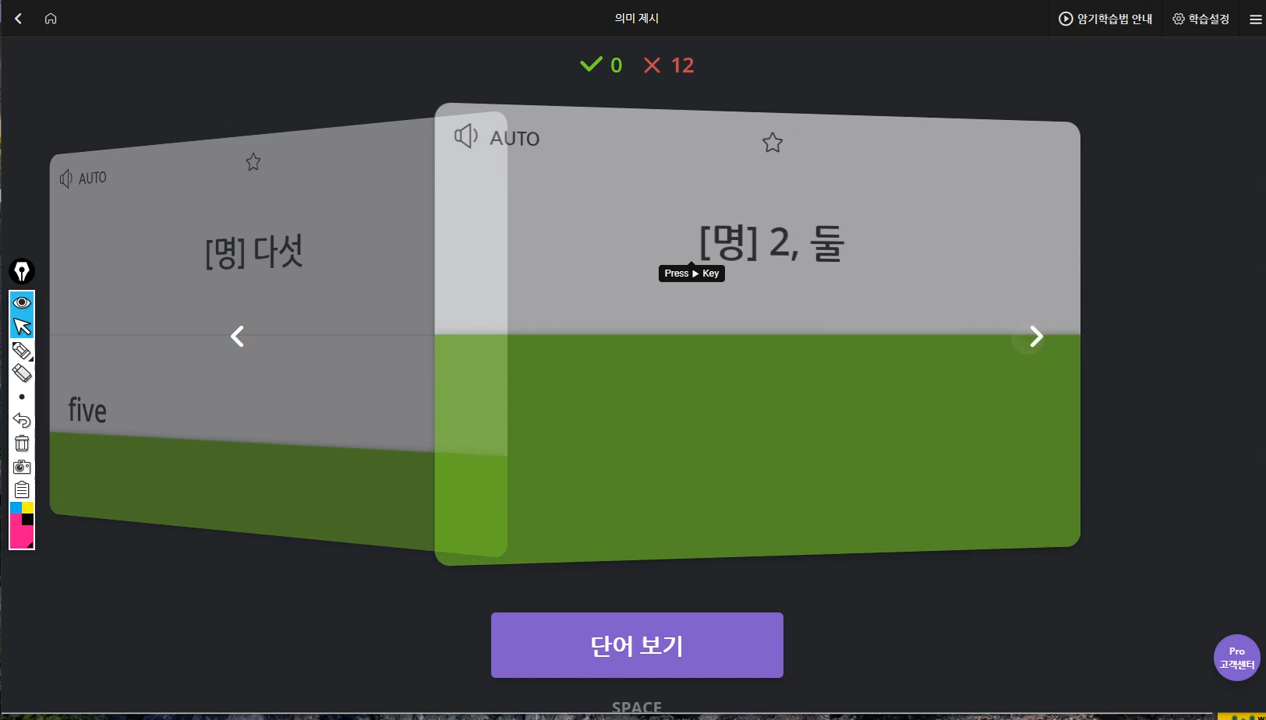 의미 제시
암기학습법 안내
학습설정
0
12
AUTO
[명] 다섯
five
AUTO
[명] 2, 둘
Press ▶ Key
단어 보기
SPACE
Pro
고객센터